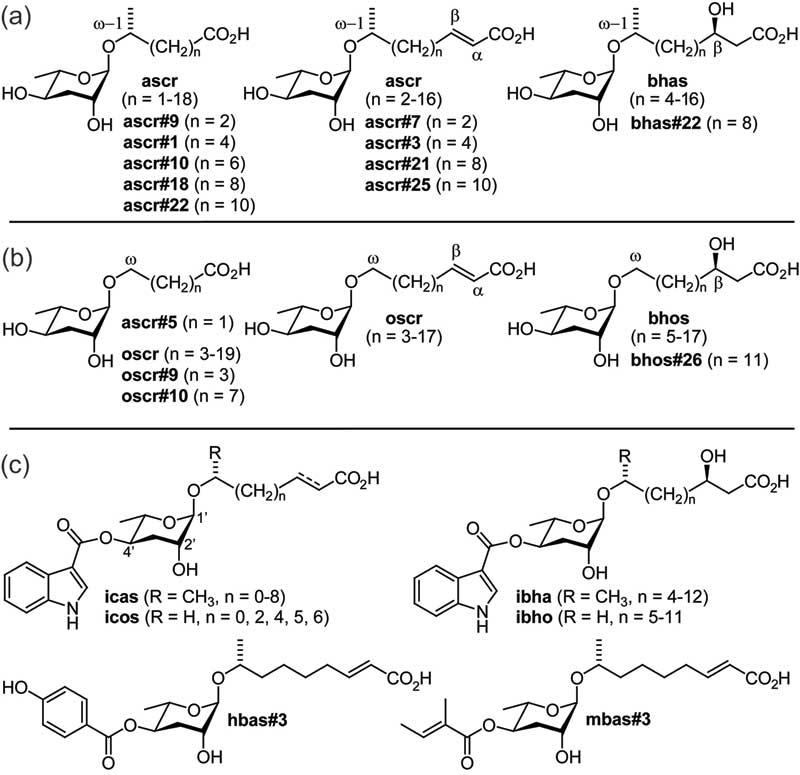 (a)
ω−1
O
(CH₂)n
CO₂H
O
HO
OH
ascr
(n = 1-18)
ascr#9 (n = 2)
ascr#1 (n = 4)
ascr#10 (n = 6)
ascr#18 (n = 8)
ascr#22 (n = 10)
ω−1
β
O
n
α
CO₂H
O
HO
OH
ascr
(n = 2-16)
ascr#7 (n = 2)
ascr#3 (n = 4)
ascr#21 (n = 8)
ascr#25 (n = 10)
ω−1
OH
O
n
β
CO₂H
O
HO
OH
bhas
(n = 4-16)
bhas#22 (n = 8)
(b)
ω
O
(CH₂)n
CO₂H
O
HO
OH
ascr#5 (n = 1)
oscr (n = 3-19)
oscr#9 (n = 3)
oscr#10 (n = 7)
ω
β
O
(CH₂)n
α
CO₂H
O
HO
OH
oscr
(n = 3-17)
ω
OH
O
(CH₂)n
β
CO₂H
O
HO
OH
bhos
(n = 5-17)
bhos#26 (n = 11)
(c)
R
O
(CH₂)n
CO₂H
O
O
1'
O
4'
2'
OH
NH
icas (R = CH₃, n = 0-8)
icos (R = H, n = 0, 2, 4, 5, 6)
R
OH
O
(CH₂)n
CO₂H
O
O
O
OH
NH
ibha (R = CH₃, n = 4-12)
ibho (R = H, n = 5-11)
O
CO₂H
HO
O
O
O
OH
hbas#3
O
CO₂H
O
O
O
OH
mbas#3